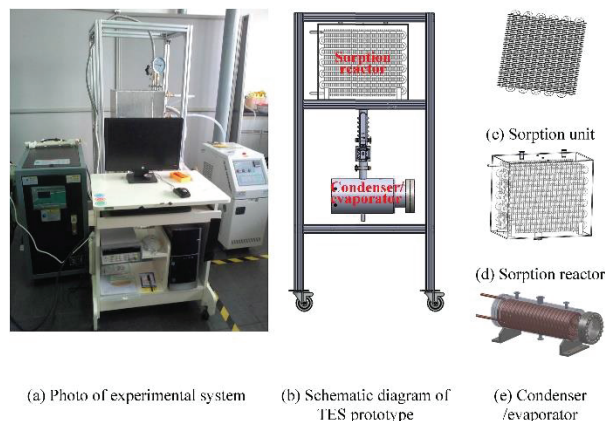 Sorption
reactor
Condenser/
evaporator
(c) Sorption unit
(d) Sorption reactor
(a) Photo of experimental system
(b) Schematic diagram of
TES prototype
(e) Condenser
/evaporator